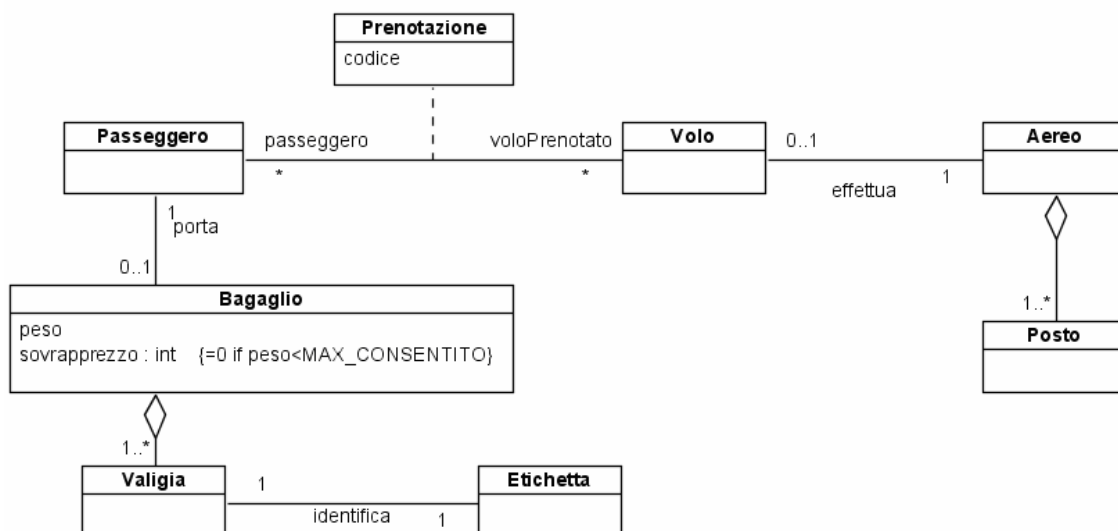 Prenotazione
codice
Passeggero
passeggero
voloPrenotato
Volo
0..1
Aereo
*
*
effettua
1
1
porta
0..1
1..*
Bagaglio
Posto
peso
sovrapprezzo : int {=0 if peso<MAX_CONSENTITO}
1..*
Valigia
1
Etichetta
identifica
1